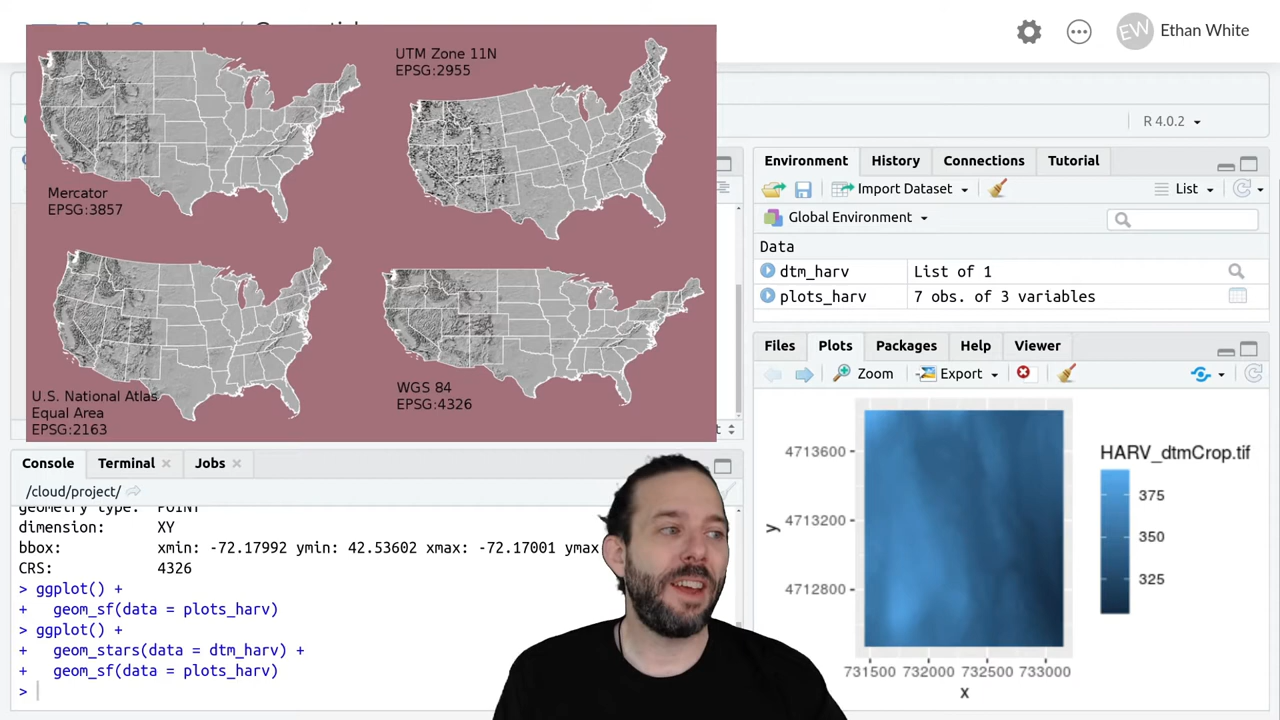 Ethan White
EW
UTM Zone 11N
EPSG:2955
Mercator
EPSG:3857
U.S. National Atlas
Equal Area
EPSG:2163
WGS 84
EPSG:4326
R 4.0.2
Environment
History
Connections
Tutorial
Import Dataset
List
Global Environment
Data
dtm_harv
List of 1
plots_harv
7 obs. of 3 variables
Files
Plots
Packages
Help
Viewer
Zoom
Export
HARV_dtmCrop.tif
375
350
325
4713600
4713200
4712800
y
731500 732000 732500 733000
x
Console
Terminal
Jobs
/cloud/project/
geometry type: POINT
dimension: XY
bbox: xmin: -72.17992 ymin: 42.53602 xmax: -72.17001 ymax
CRS: 4326
> ggplot() +
+ geom_sf(data = plots_harv)
> ggplot() +
+ geom_stars(data = dtm_harv) +
+ geom_sf(data = plots_harv)
>